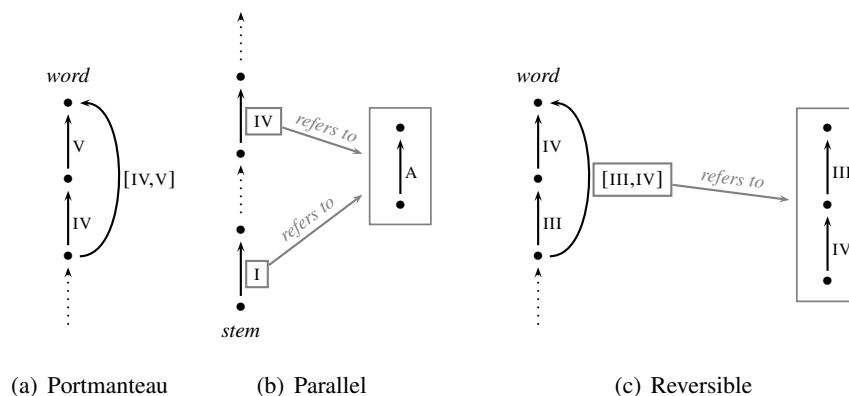 word
V
[IV,V]
IV
(a) Portmanteau
IV
refers to
A
refers to
I
stem
(b) Parallel
word
IV
[III,IV]
III
refers to
III
IV
(c) Reversible